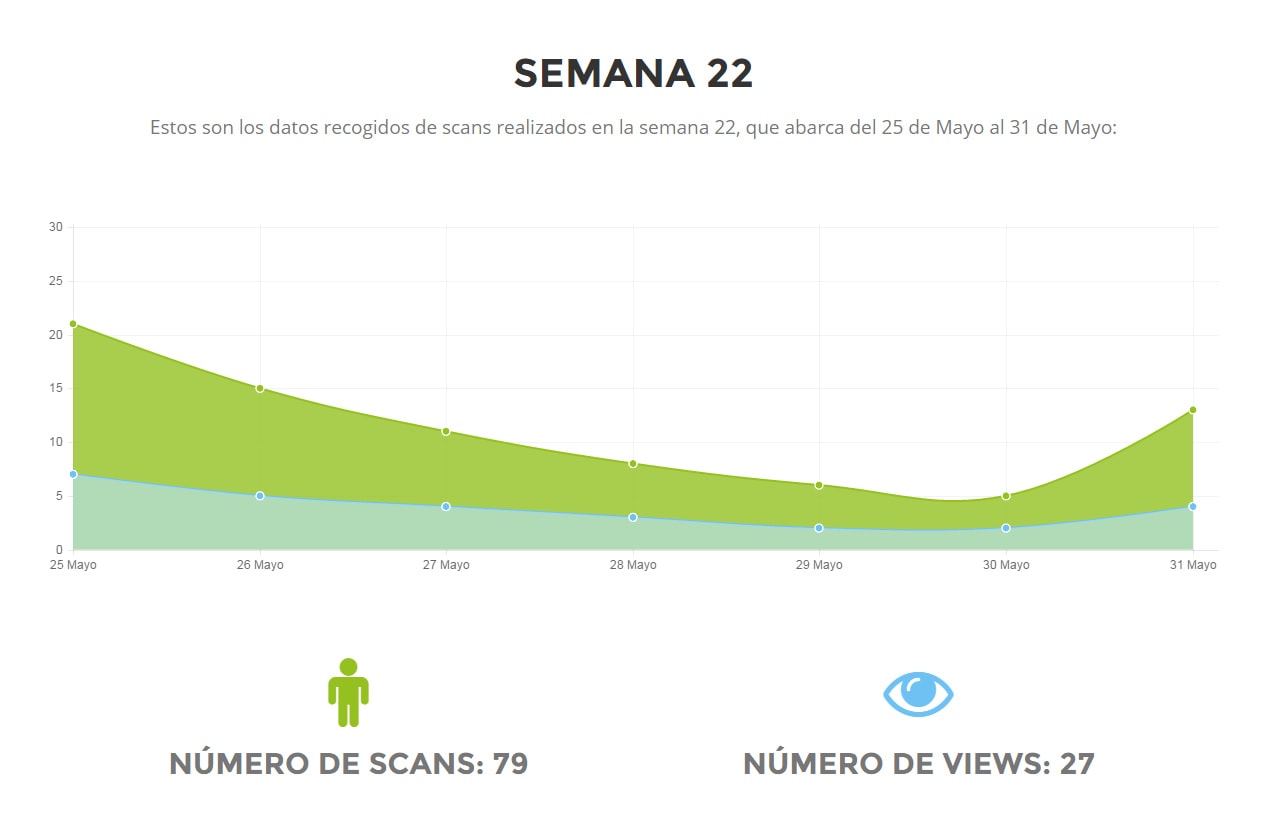 SEMANA 22
Estos son los datos recogidos de scans realizados en la semana 22, que abarca del 25 de Mayo al 31 de Mayo:
30
25
20
15
10
5
0
25 Mayo 26 Mayo 27 Mayo 28 Mayo 29 Mayo 30 Mayo 31 Mayo
NÚMERO DE SCANS: 79 NÚMERO DE VIEWS: 27